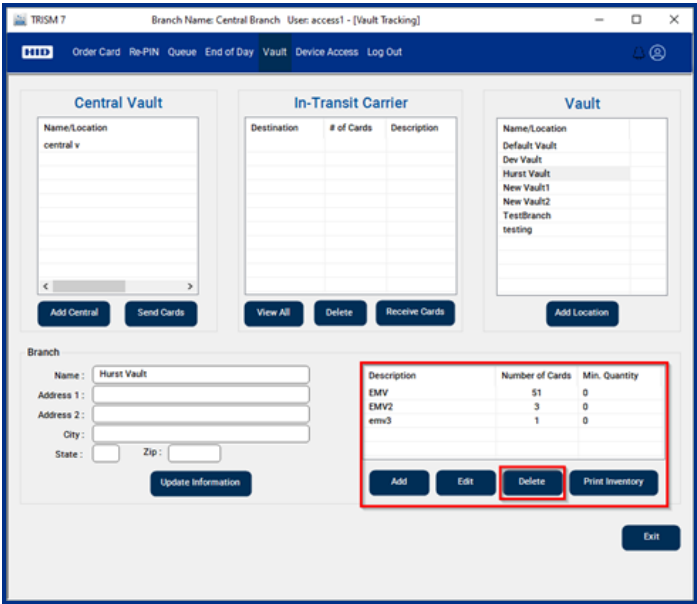 TRISM 7 Branch Name: Central Branch User: access1 - [Vault Tracking]
HID Order Card Re-PIN Queue End of Day Vault Device Access Log Out
Central Vault
Name/Location
central v
Add Central Send Cards
In-Transit Carrier
Destination # of Cards Description
View All Delete Receive Cards
Vault
Name/Location
Default Vault
Dev Vault
Hurst Vault
New Vault1
New Vault2
TestBranch
testing
Add Location
Branch
Name : Hurst Vault
Address 1 :
Address 2 :
City :
State : Zip :
Update Information
Description Number of Cards Min. Quantity
EMV 51 0
EMV2 3 0
emv3 1 0
Add Edit Delete Print Inventory
Exit